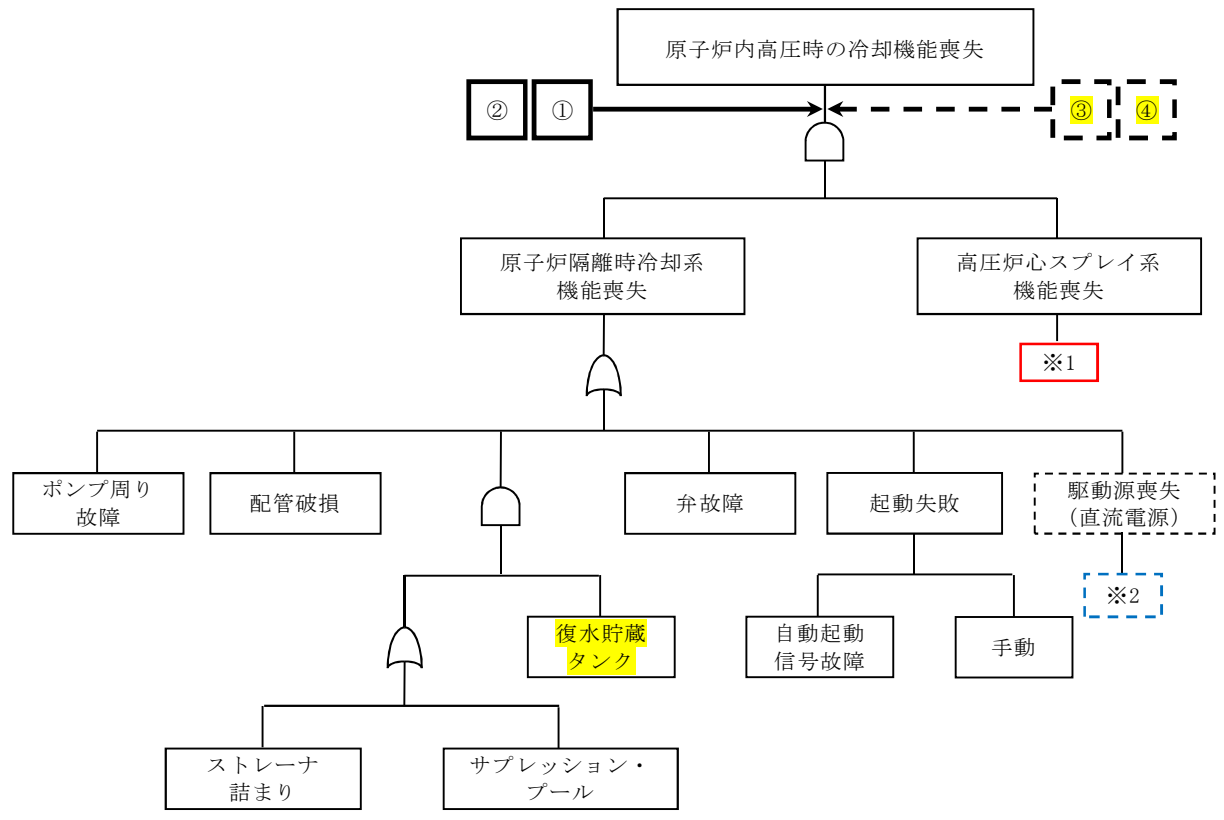 原子炉内高圧時の冷却機能喪失
② ① ③ ④
原子炉隔離時冷却系
機能喪失
高圧炉心スプレイ系
機能喪失
※1
ポンプ周り
故障
配管破損
弁故障
起動失敗
駆動源喪失
(直流電源)
※2
復水貯蔵
タンク
自動起動
信号故障
手動
ストレーナ
詰まり
サプレッション・
プール